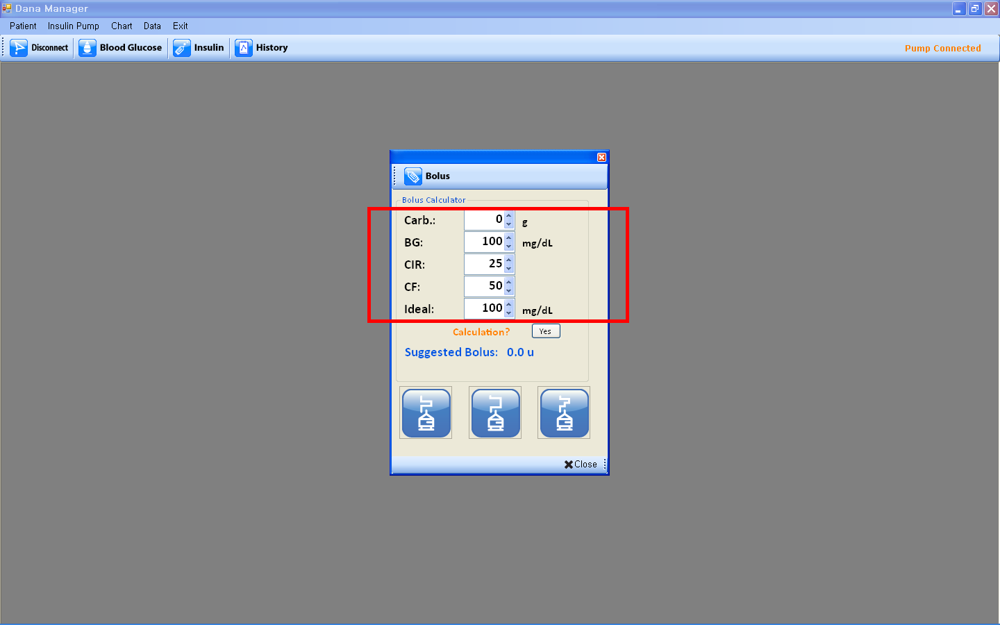 Dana Manager
Patient Insulin Pump Chart Data Exit
Disconnect Blood Glucose Insulin History Pump Connected
Bolus
Bolus Calculator
Carb.: 0 g
BG: 100 mg/dL
CIR: 25
CF: 50
Ideal: 100 mg/dL
Calculation? Yes
Suggested Bolus: 0.0 u
Close